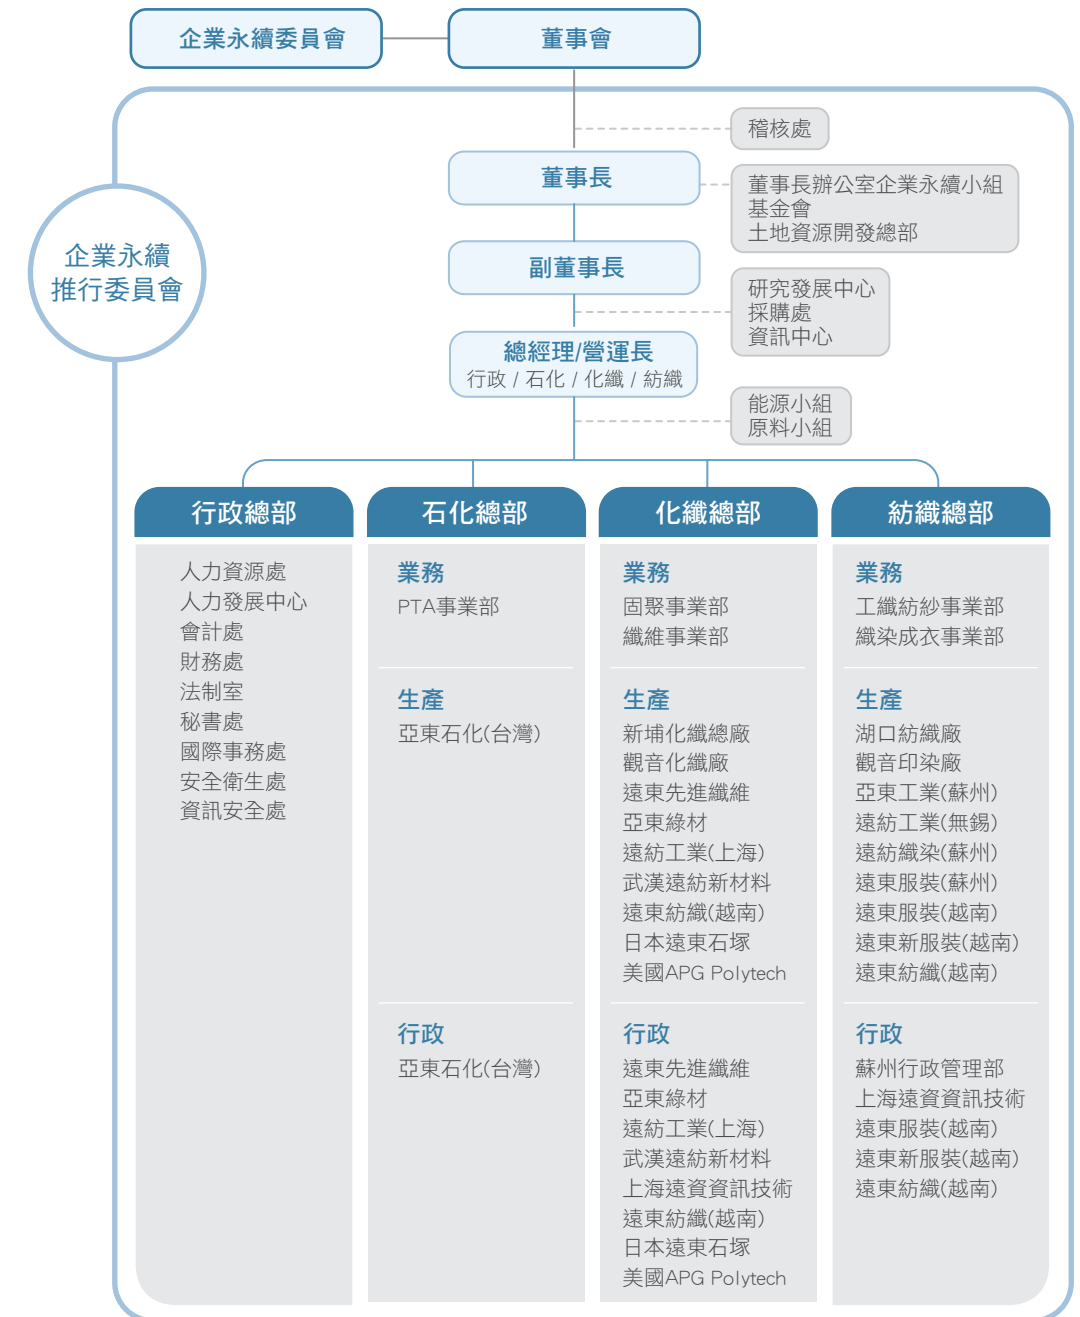 企業永續委員會
董事會
稽核處
董事長
董事長辦公室企業永續小組
基金會
土地資源開發總部
企業永續
推行委員會
副董事長
研究發展中心
採購處
資訊中心
總經理/營運長
行政 / 石化 / 化纖 / 紡織
能源小組
原料小組
行政總部
人力資源處
人力發展中心
會計處
財務處
法制室
秘書處
國際事務處
安全衛生處
資訊安全處
石化總部
業務
PTA事業部
生產
亞東石化(台灣)
行政
亞東石化(台灣)
化纖總部
業務
固聚事業部
纖維事業部
生產
新埔化纖總廠
觀音化纖廠
遠東先進纖維
亞東綠材
遠紡工業(上海)
武漢遠紡新材料
遠東紡織(越南)
日本遠東石塚
美國APG Polytech
行政
遠東先進纖維
亞東綠材
遠紡工業(上海)
武漢遠紡新材料
上海遠資資訊技術
遠東紡纖(越南)
日本遠東石塚
美國APG Polytech
紡織總部
業務
工纖紡紗事業部
織染成衣事業部
生產
湖口紡織廠
觀音印染廠
亞東工業(蘇州)
遠紡工業(無錫)
遠紡織染(蘇州)
遠東服裝(蘇州)
遠東服裝(越南)
遠東新服裝(越南)
遠東紡纖(越南)
行政
蘇州行政管理部
上海遠資資訊技術
遠東服裝(越南)
遠東新服裝(越南)
遠東紡織(越南)